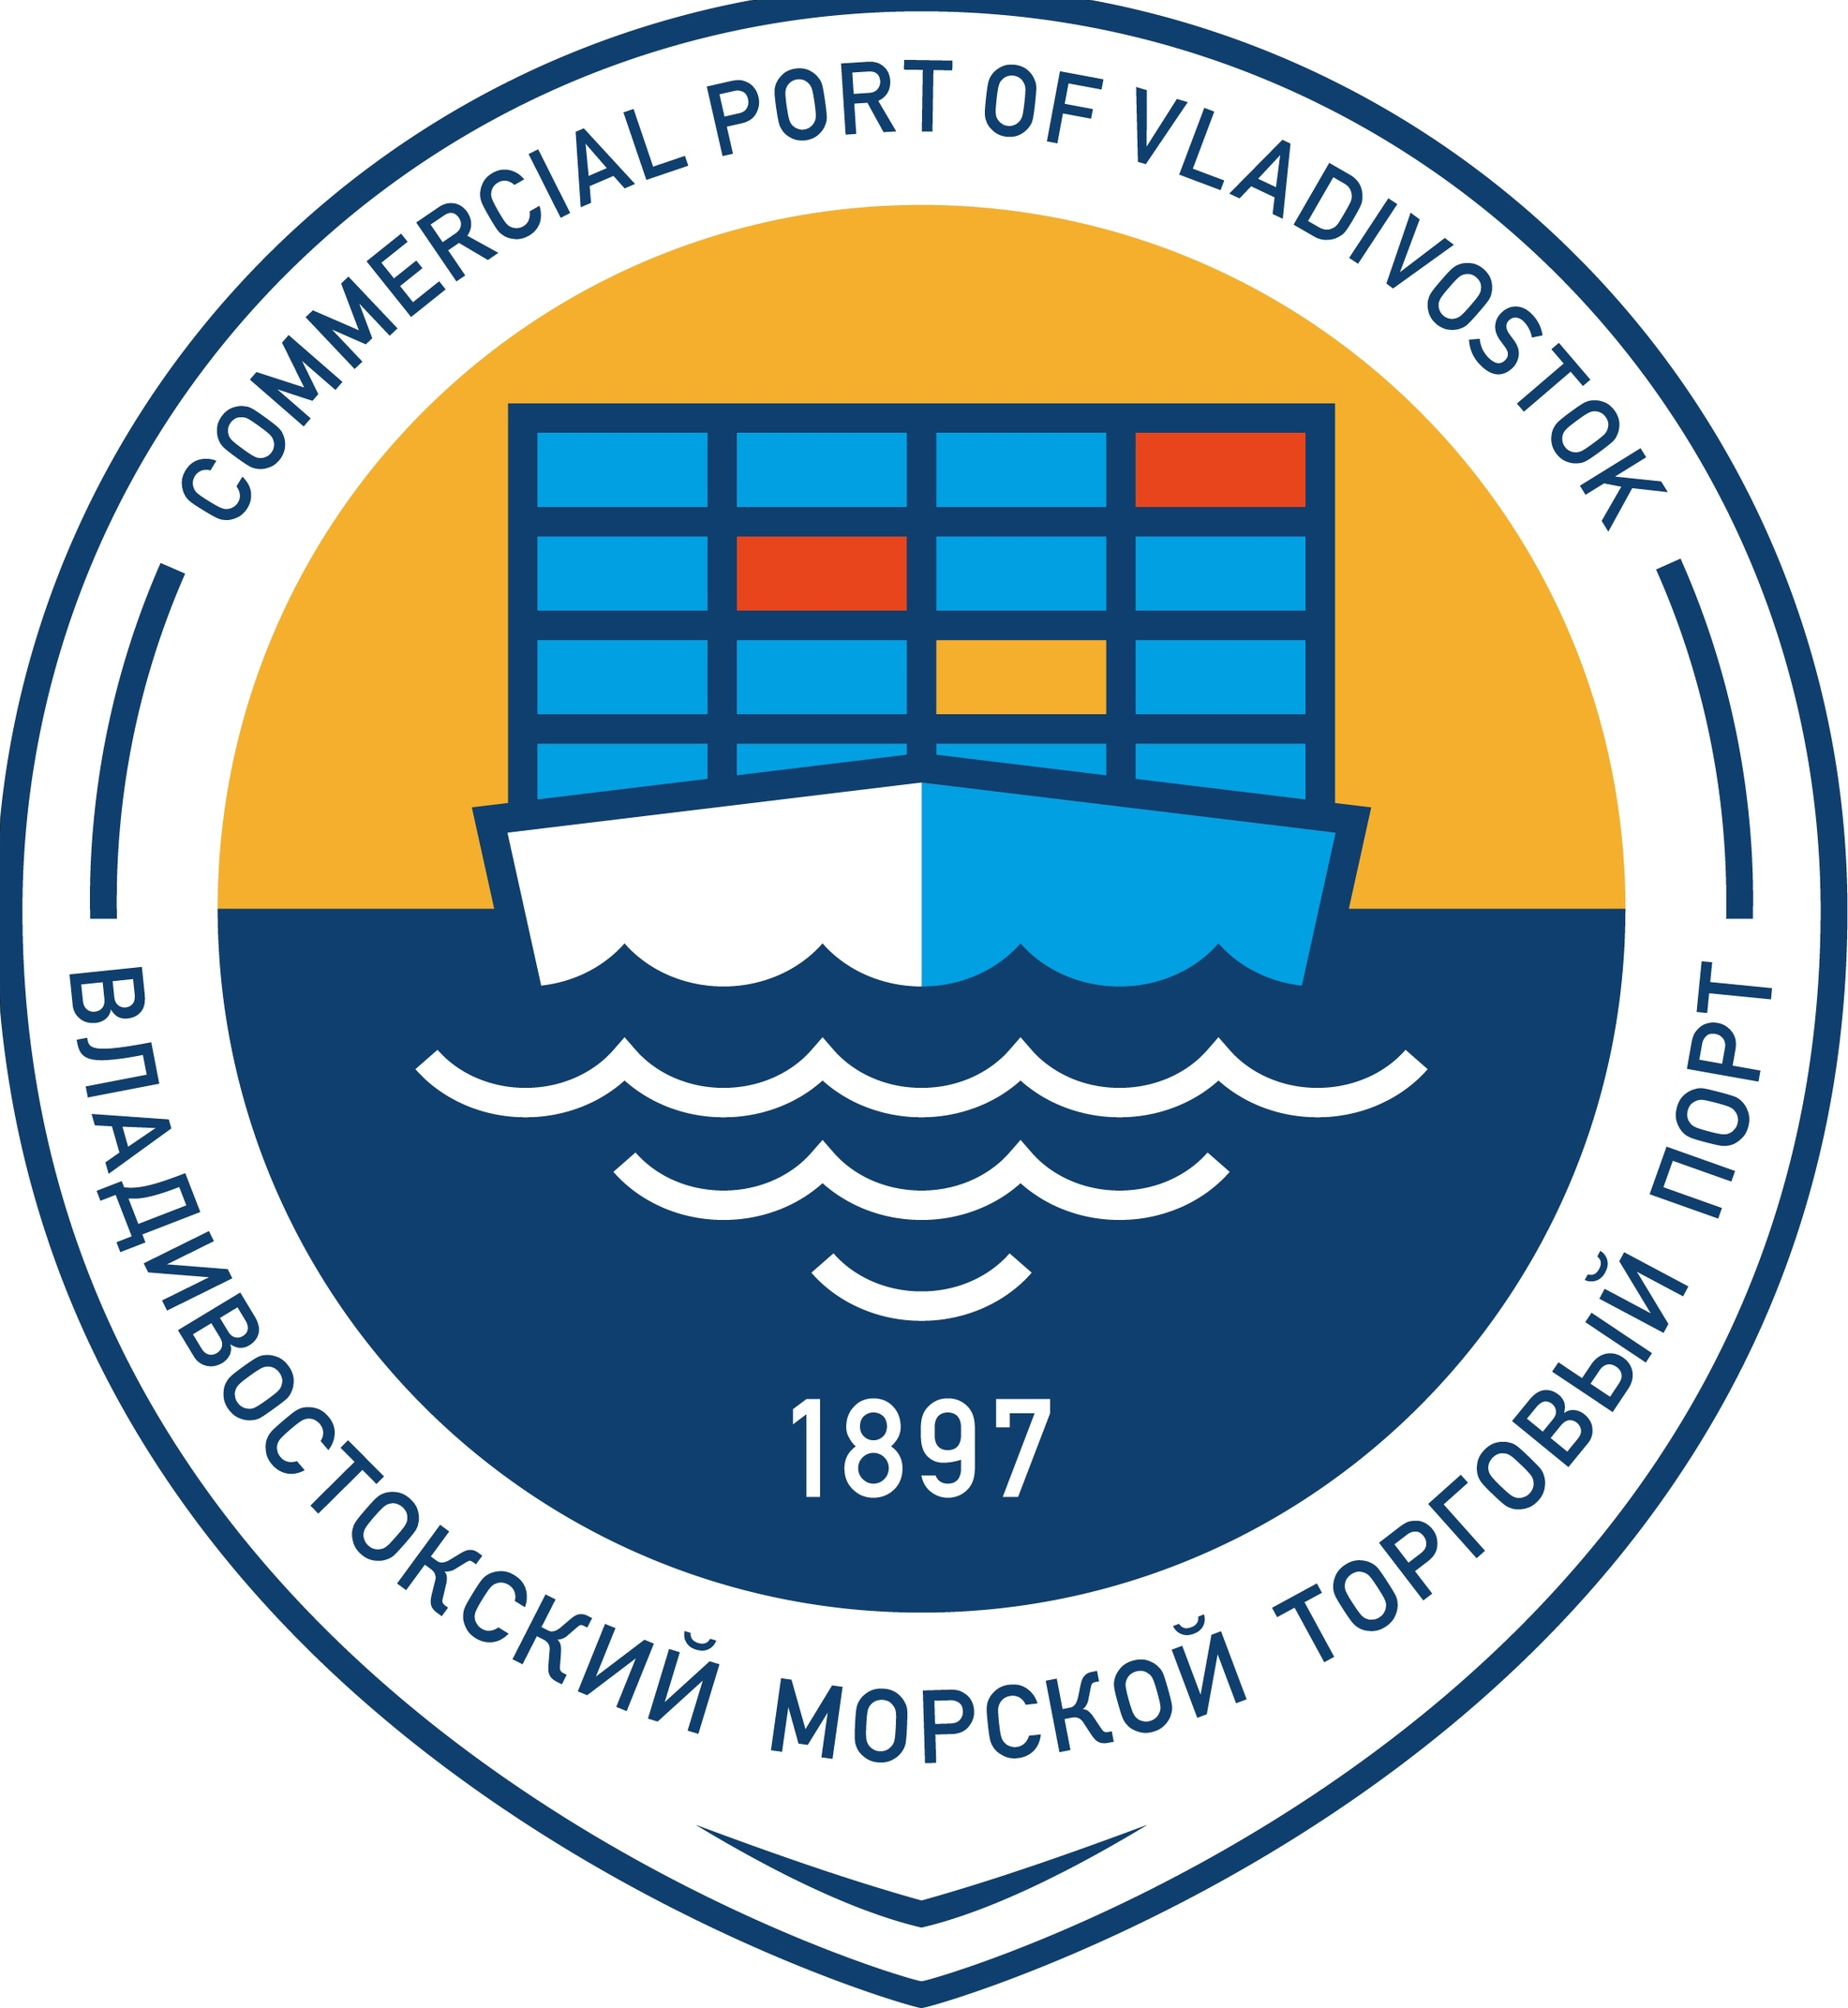 COMMERCIAL PORT OF VLADIVOSTOK
1897
ВЛАДИВОСТОКСКИЙ МОРСКОЙ ТОРГОВЫЙ ПОРТ